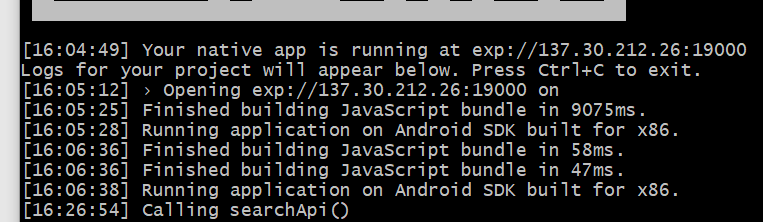 [16:04:49] Your native app is running at exp://137.30.212.26:19000
Logs for your project will appear below. Press Ctrl+C to exit.
[16:05:12] › Opening exp://137.30.212.26:19000 on
[16:05:25] Finished building JavaScript bundle in 9075ms.
[16:05:28] Running application on Android SDK built for x86.
[16:06:36] Finished building JavaScript bundle in 58ms.
[16:06:36] Finished building JavaScript bundle in 47ms.
[16:06:38] Running application on Android SDK built for x86.
[16:26:54] Calling searchApi()